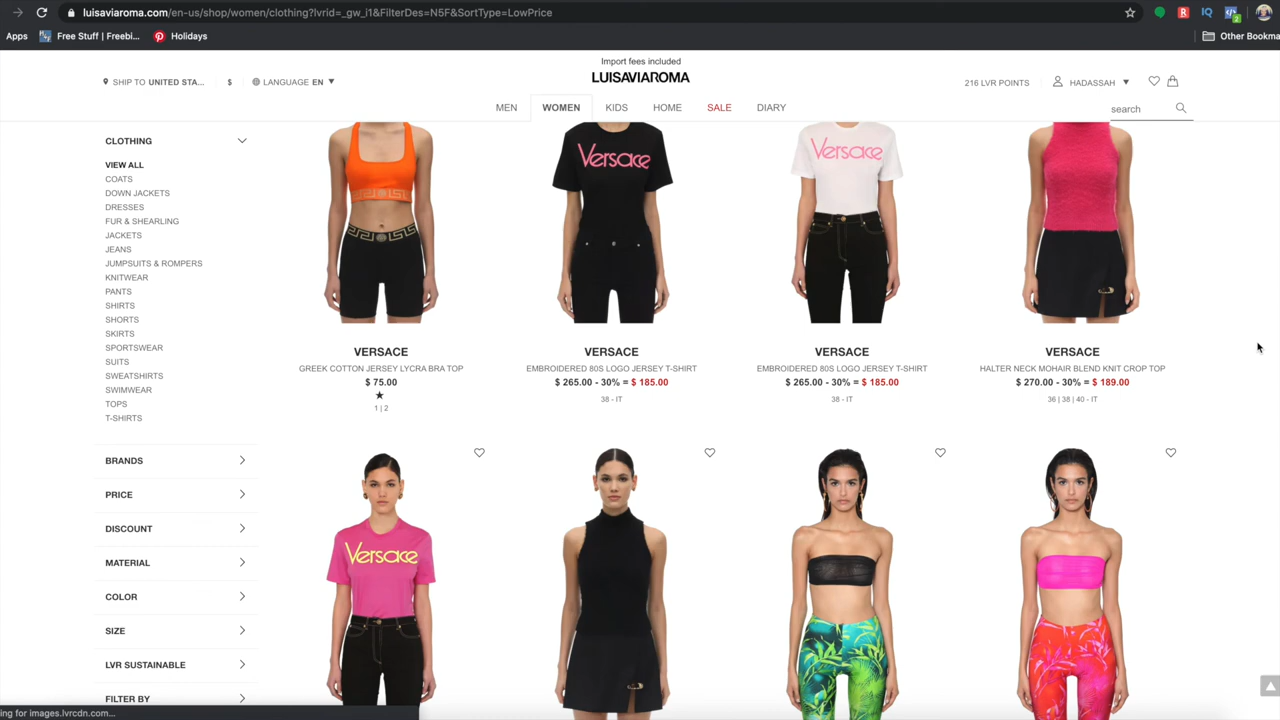 luisaviaroma.com/en-us/shop/women/clothing?lvrid=_gw_i1&FilterDes=N5F&SortType=LowPrice
Apps Free Stuff | Freebi... Holidays Other Bookma
Import fees included
LUISAVIAROMA
SHIP TO UNITED STA... $ LANGUAGE EN
216 LVR POINTS HADASSAH
MEN WOMEN KIDS HOME SALE DIARY
search
CLOTHING
VIEW ALL
COATS
DOWN JACKETS
DRESSES
FUR & SHEARLING
JACKETS
JEANS
JUMPSUITS & ROMPERS
KNITWEAR
PANTS
SHIRTS
SHORTS
SKIRTS
SPORTSWEAR
SUITS
SWEATSHIRTS
SWIMWEAR
TOPS
T-SHIRTS
BRANDS
PRICE
DISCOUNT
MATERIAL
COLOR
SIZE
LVR SUSTAINABLE
FILTER BY
Versace
Versace
VERSACE
GREEK COTTON JERSEY LYCRA BRA TOP
$ 75.00
1 | 2
VERSACE
EMBROIDERED 80S LOGO JERSEY T-SHIRT
$ 265.00 - 30% = $ 185.00
38 - IT
VERSACE
EMBROIDERED 80S LOGO JERSEY T-SHIRT
$ 265.00 - 30% = $ 185.00
38 - IT
VERSACE
HALTER NECK MOHAIR BLEND KNIT CROP TOP
$ 270.00 - 30% = $ 189.00
36 | 38 | 40 - IT
Versace
ing for images.lvrcdn.com...